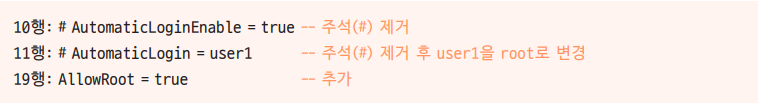 10행: # AutomaticLoginEnable = true -- 주석(#) 제거
11행: # AutomaticLogin = user1 -- 주석(#) 제거 후 user1을 root로 변경
19행: AllowRoot = true -- 추가